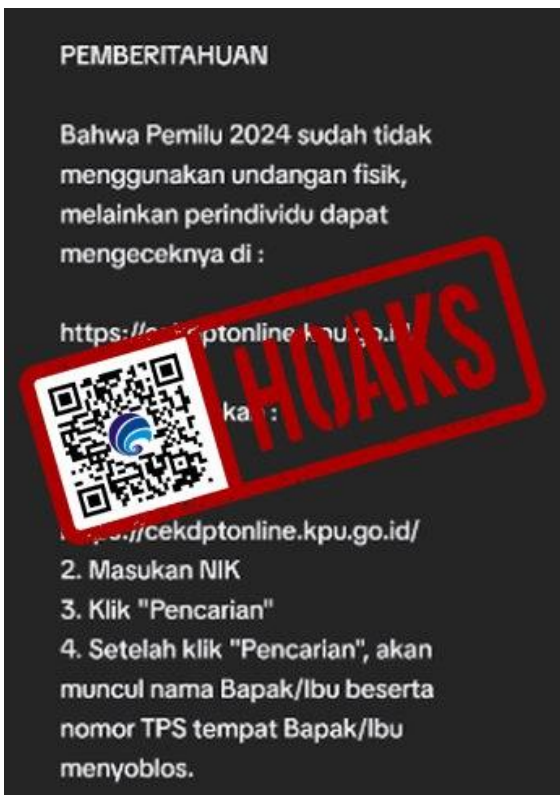 PEMBERITAHUAN
Bahwa Pemilu 2024 sudah tidak
menggunakan undangan fisik,
melainkan perindividu dapat
mengeceknya di :
HOAKS
kan :
https://cekdptonline.kpu.go.id/
2. Masukan NIK
3. Klik "Pencarian"
4. Setelah klik "Pencarian", akan
muncul nama Bapak/Ibu beserta
nomor TPS tempat Bapak/Ibu
menyoblos.